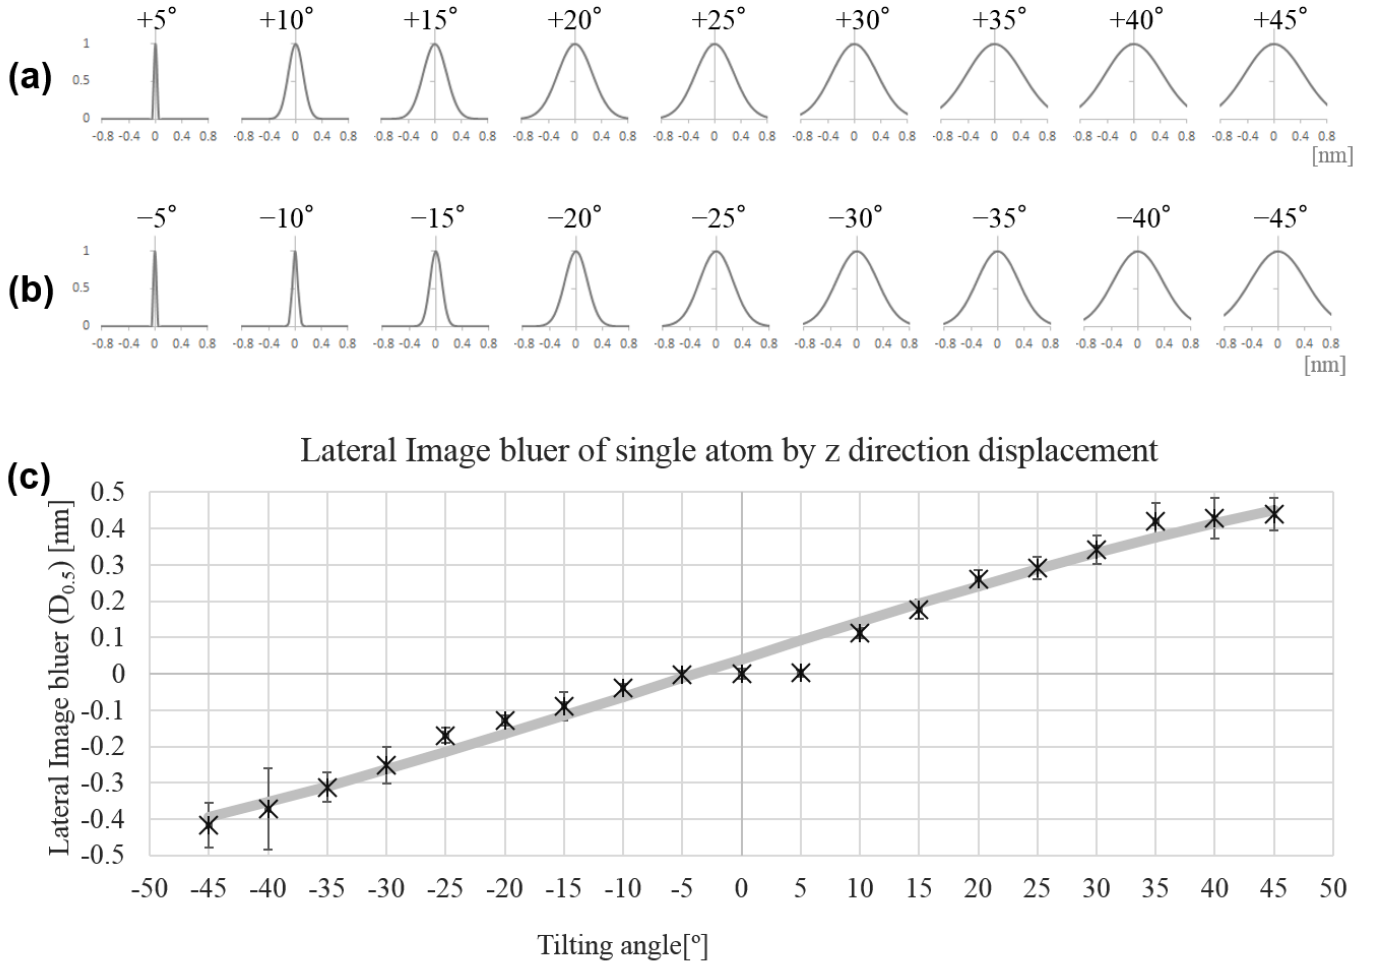 +5° +10° +15° +20° +25° +30° +35° +40° +45°
(a)
1
0.5
0
-0.8 -0.4 0 0.4 0.8 -0.8 -0.4 0 0.4 0.8 -0.8 -0.4 0 0.4 0.8 -0.8 -0.4 0 0.4 0.8 -0.8 -0.4 0 0.4 0.8 -0.8 -0.4 0 0.4 0.8 -0.8 -0.4 0 0.4 0.8 -0.8 -0.4 0 0.4 0.8 -0.8 -0.4 0 0.4 0.8
[nm]
−5° −10° −15° −20° −25° −30° −35° −40° −45°
(b)
1
0.5
0
-0.8 -0.4 0 0.4 0.8 -0.8 -0.4 0 0.4 0.8 -0.8 -0.4 0 0.4 0.8 -0.8 -0.4 0 0.4 0.8 -0.8 -0.4 0 0.4 0.8 -0.8 -0.4 0 0.4 0.8 -0.8 -0.4 0 0.4 0.8 -0.8 -0.4 0 0.4 0.8 -0.8 -0.4 0 0.4 0.8
[nm]
Lateral Image bluer of single atom by z direction displacement
(c)
Lateral Image bluer (D0.5) [nm]
0.5
0.4
0.3
0.2
0.1
0
-0.1
-0.2
-0.3
-0.4
-0.5
-50 -45 -40 -35 -30 -25 -20 -15 -10 -5 0 5 10 15 20 25 30 35 40 45 50
Tilting angle[°]